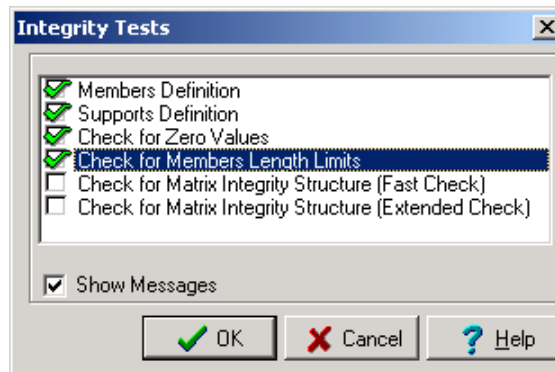 Integrity Tests
Members Definition
Supports Definition
Check for Zero Values
Check for Members Length Limits
Check for Matrix Integrity Structure (Fast Check)
Check for Matrix Integrity Structure (Extended Check)
Show Messages
OK Cancel Help